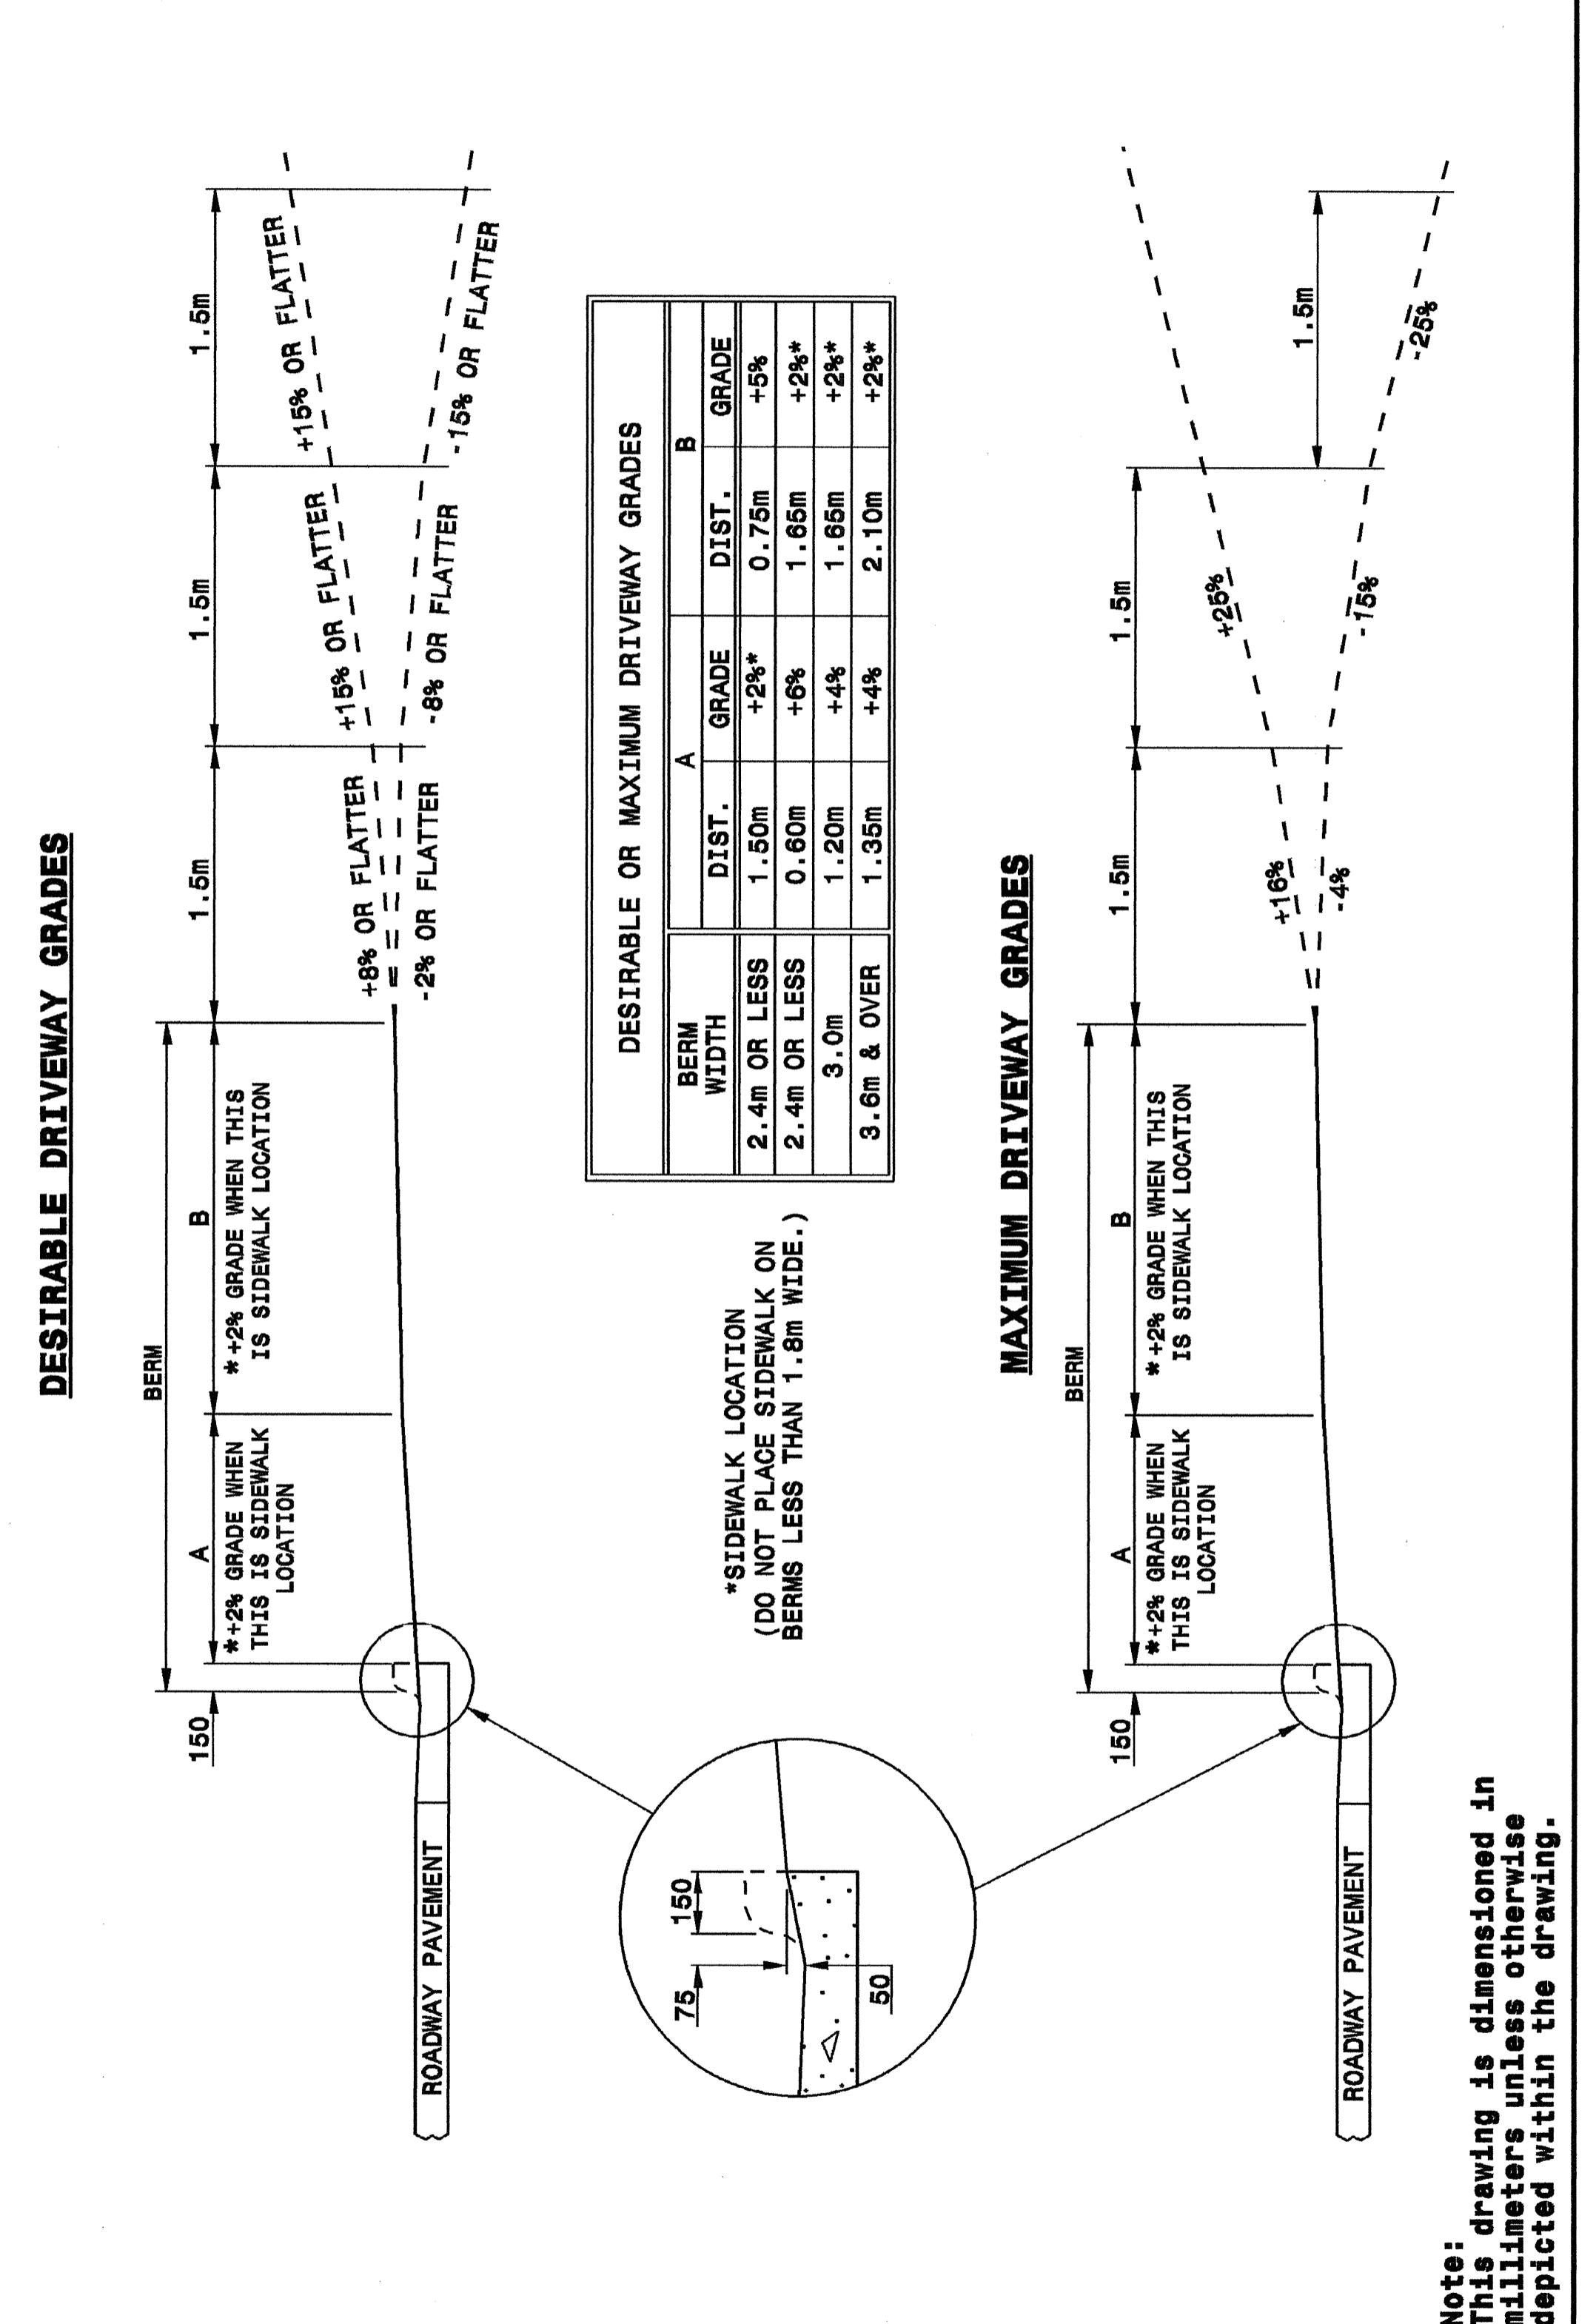 DESIRABLE DRIVEWAY GRADES
BERM
150
A
B
1.5m
1.5m
1.5m
*+2% GRADE WHEN
THIS IS SIDEWALK
LOCATION
*+2% GRADE WHEN THIS
IS SIDEWALK LOCATION
+8% OR FLATTER
+15% OR FLATTER
+15% OR FLATTER
-2% OR FLATTER
-8% OR FLATTER
-15% OR FLATTER
ROADWAY PAVEMENT
75
150
50
*SIDEWALK LOCATION
(DO NOT PLACE SIDEWALK ON
BERMS LESS THAN 1.8m WIDE.)
DESIRABLE OR MAXIMUM DRIVEWAY GRADES
BERM
WIDTH
A
B
DIST. GRADE DIST. GRADE
2.4m OR LESS 1.50m +2%* 0.75m +5%
2.4m OR LESS 0.60m +6% 1.65m +2%*
3.0m 1.20m +4% 1.65m +2%*
3.6m & OVER 1.35m +4% 2.10m +2%*
MAXIMUM DRIVEWAY GRADES
BERM
150
A
B
1.5m
1.5m
1.5m
*+2% GRADE WHEN
THIS IS SIDEWALK
LOCATION
*+2% GRADE WHEN THIS
IS SIDEWALK LOCATION
+16%
+25%
-4%
-15%
-25%
ROADWAY PAVEMENT
Note:
This drawing is dimensioned in
millimeters unless otherwise
depicted within the drawing.